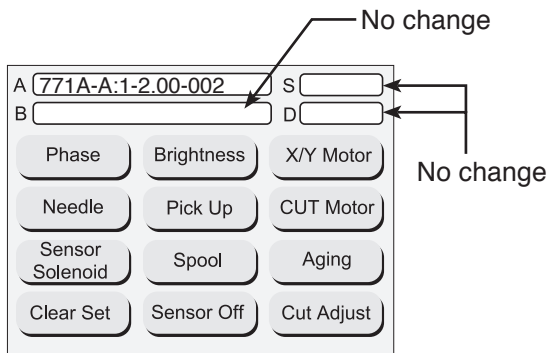 No change
A 771A-A:1-2.00-002 S
B D
No change
Phase Brightness X/Y Motor
Needle Pick Up CUT Motor
Sensor
Solenoid Spool Aging
Clear Set Sensor Off Cut Adjust